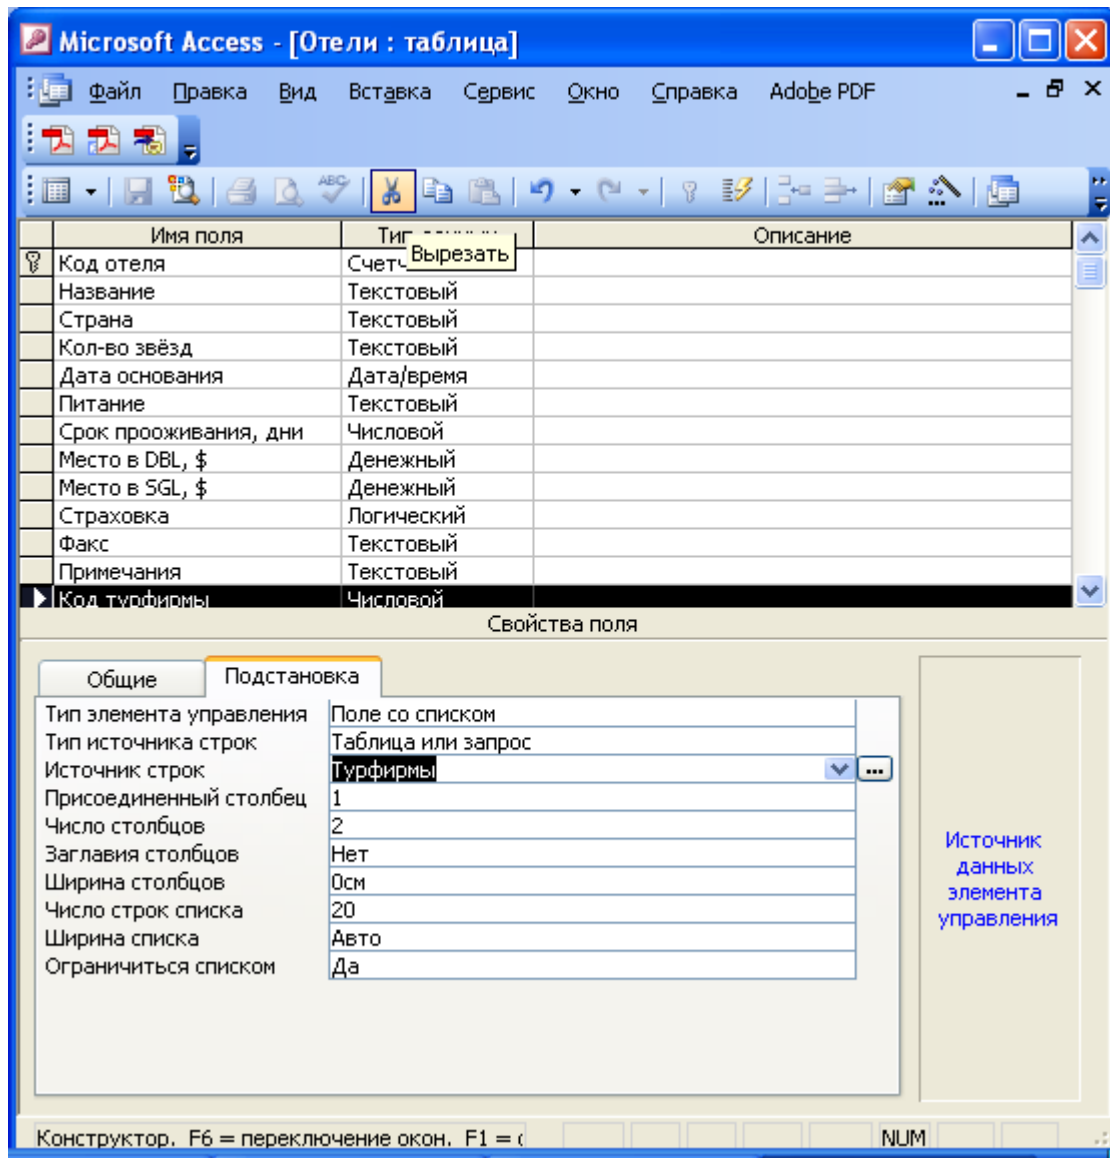 Microsoft Access - [Отели : таблица]
Файл Правка Вид Вставка Сервис Окно Справка Adobe PDF
ABC
Имя поля Тип Описание
Вырезать
Код отеля Счетч
Название Текстовый
Страна Текстовый
Кол-во звёзд Текстовый
Дата основания Дата/время
Питание Текстовый
Срок прооживания, дни Числовой
Место в DBL, $ Денежный
Место в SGL, $ Денежный
Страховка Логический
Факс Текстовый
Примечания Текстовый
Код турфирмы Числовой
Свойства поля
Общие Подстановка
Тип элемента управления Поле со списком
Тип источника строк Таблица или запрос
Источник строк Турфирмы ...
Присоединенный столбец 1
Число столбцов 2
Заглавия столбцов Нет
Ширина столбцов 0см
Число строк списка 20
Ширина списка Авто
Ограничиться списком Да
Источник
данных
элемента
управления
Конструктор. F6 = переключение окон. F1 = NUM